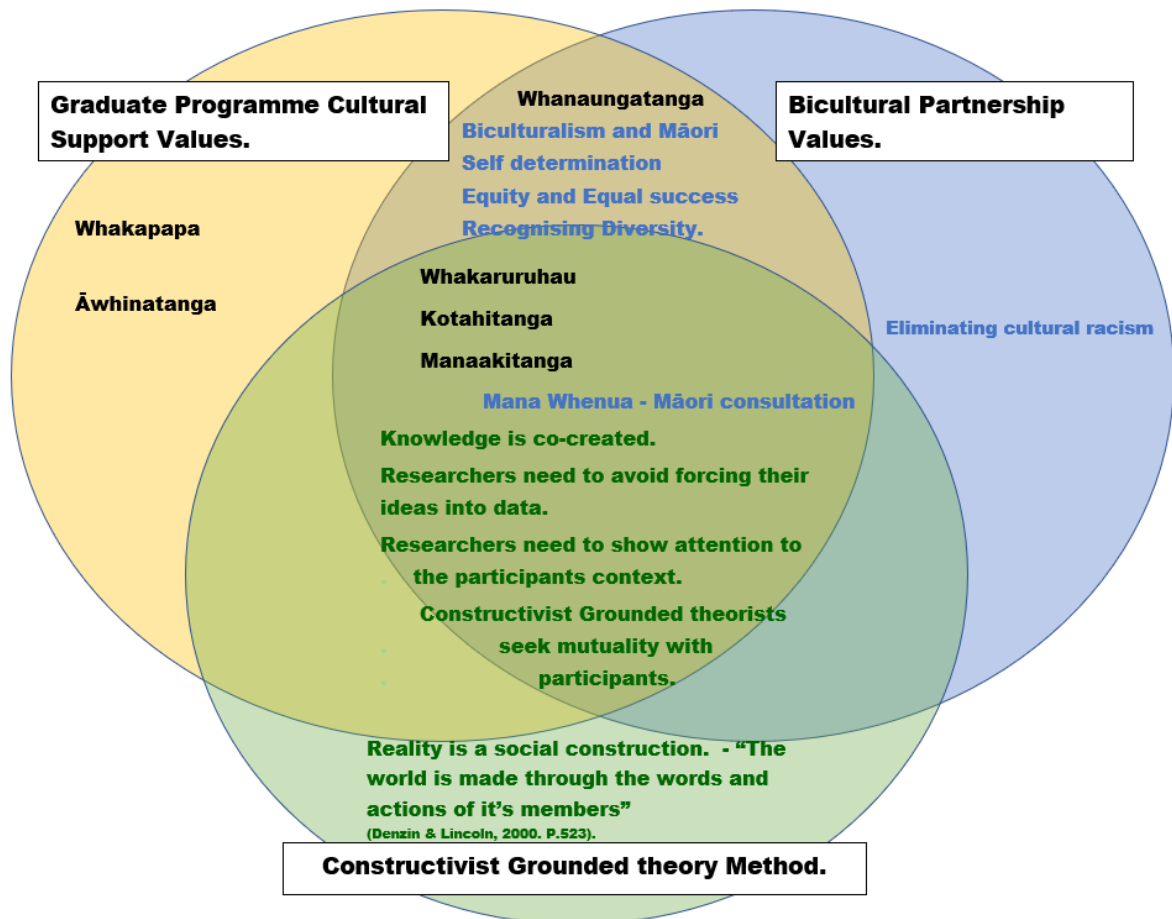 Graduate Programme Cultural
Support Values.
Whanaungatanga
Biculturalism and Māori
Self determination
Equity and Equal success
Recognising Diversity.
Bicultural Partnership
Values.
Whakapapa
Āwhinatanga
Whakaruruhau
Kotahitanga
Manaakitanga
Mana Whenua - Māori consultation
Eliminating cultural racism
Knowledge is co-created.
Researchers need to avoid forcing their
ideas into data.
Researchers need to show attention to
. the participants context.
Constructivist Grounded theorists
. seek mutuality with
. participants.
Reality is a social construction. - “The
world is made through the words and
actions of it’s members”
(Denzin & Lincoln, 2000. P.523).
Constructivist Grounded theory Method.